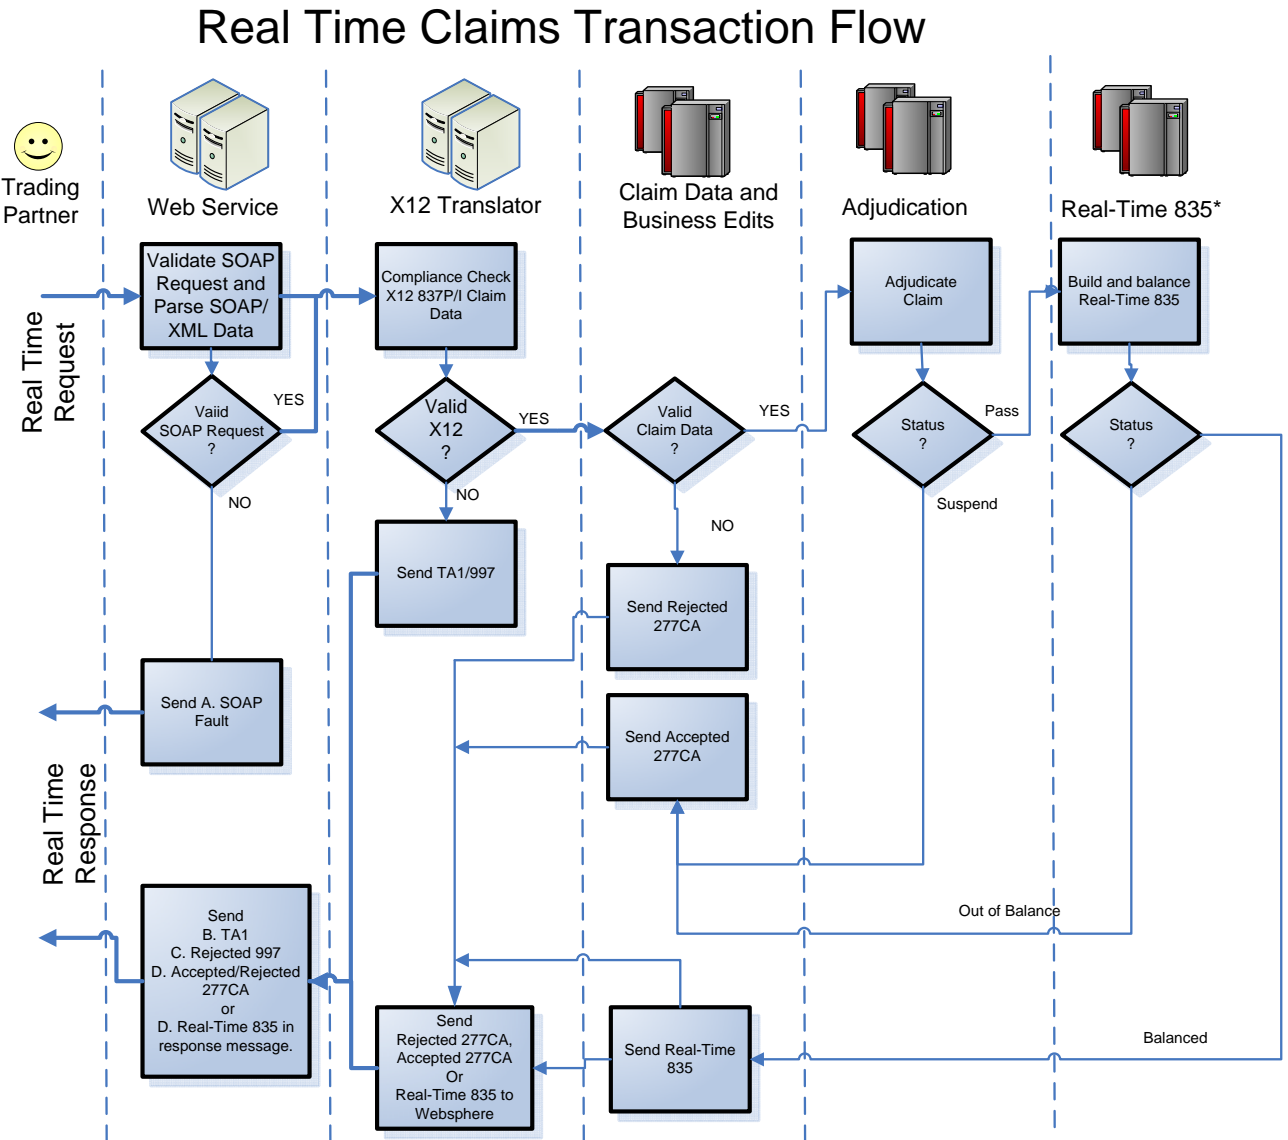 Real Time Claims Transaction Flow
Trading
Partner
Web Service
X12 Translator
Claim Data and
Business Edits
Adjudication
Real-Time 835*
Real Time
Request
Validate SOAP
Request and
Parse SOAP/
XML Data
Compliance Check
X12 837P/I Claim
Data
Adjudicate
Claim
Build and balance
Real-Time 835
Vaiid
SOAP Request
?
YES
NO
Valid
X12
?
YES
NO
Valid
Claim Data
?
YES
NO
Status
?
Pass
Suspend
Status
?
Send TA1/997
Send Rejected
277CA
Send A. SOAP
Fault
Send Accepted
277CA
Real Time
Response
Out of Balance
Balanced
Send
B. TA1
C. Rejected 997
D. Accepted/Rejected
277CA
or
D. Real-Time 835 in
response message.
Send
Rejected 277CA,
Accepted 277CA
Or
Real-Time 835 to
Websphere
Send Real-Time
835